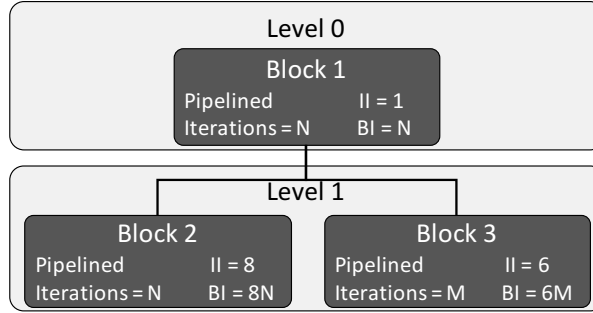 Level 0
Block 1
Pipelined II = 1
Iterations = N BI = N
Level 1
Block 2
Pipelined II = 8
Iterations = N BI = 8N
Block 3
Pipelined II = 6
Iterations = M BI = 6M